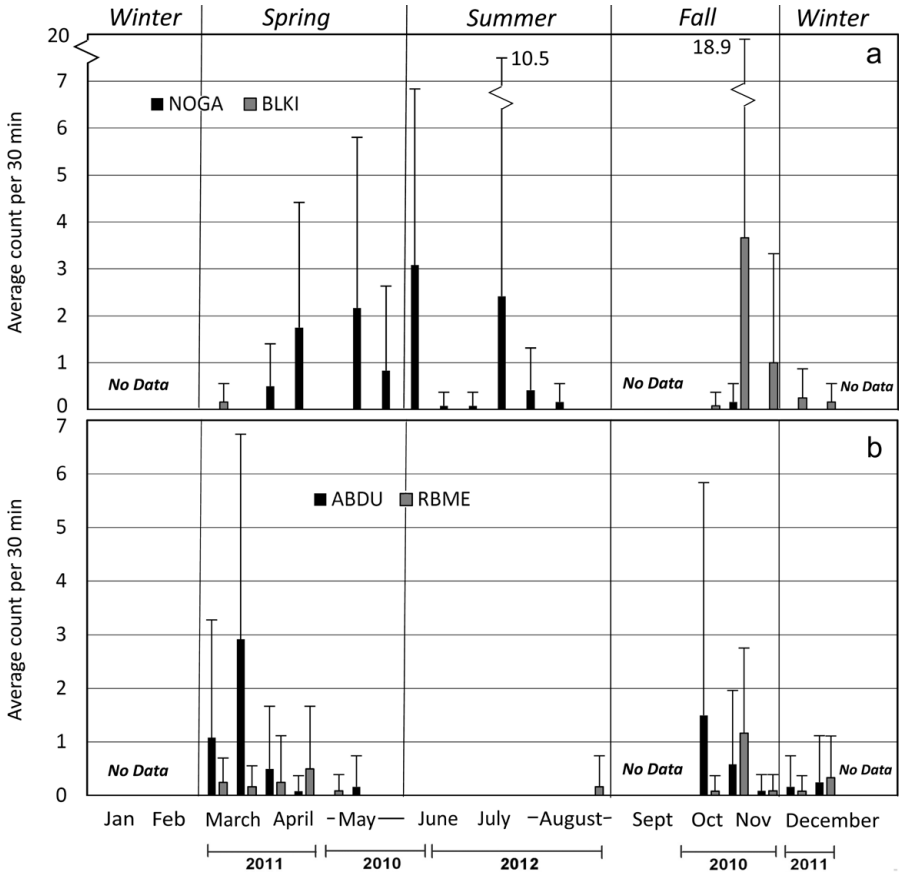 Winter Spring Summer Fall Winter
20
10.5 18.9 a
7
NOGA BLKI
6
5
4
3
2
1
No Data No Data No Data
0
Average count per 30 min
7
b
6
ABDU RBME
5
4
3
2
1
No Data No Data No Data
0
Average count per 30 min
Jan Feb March April May June July August Sept Oct Nov December
2011 2010 2012 2010 2011